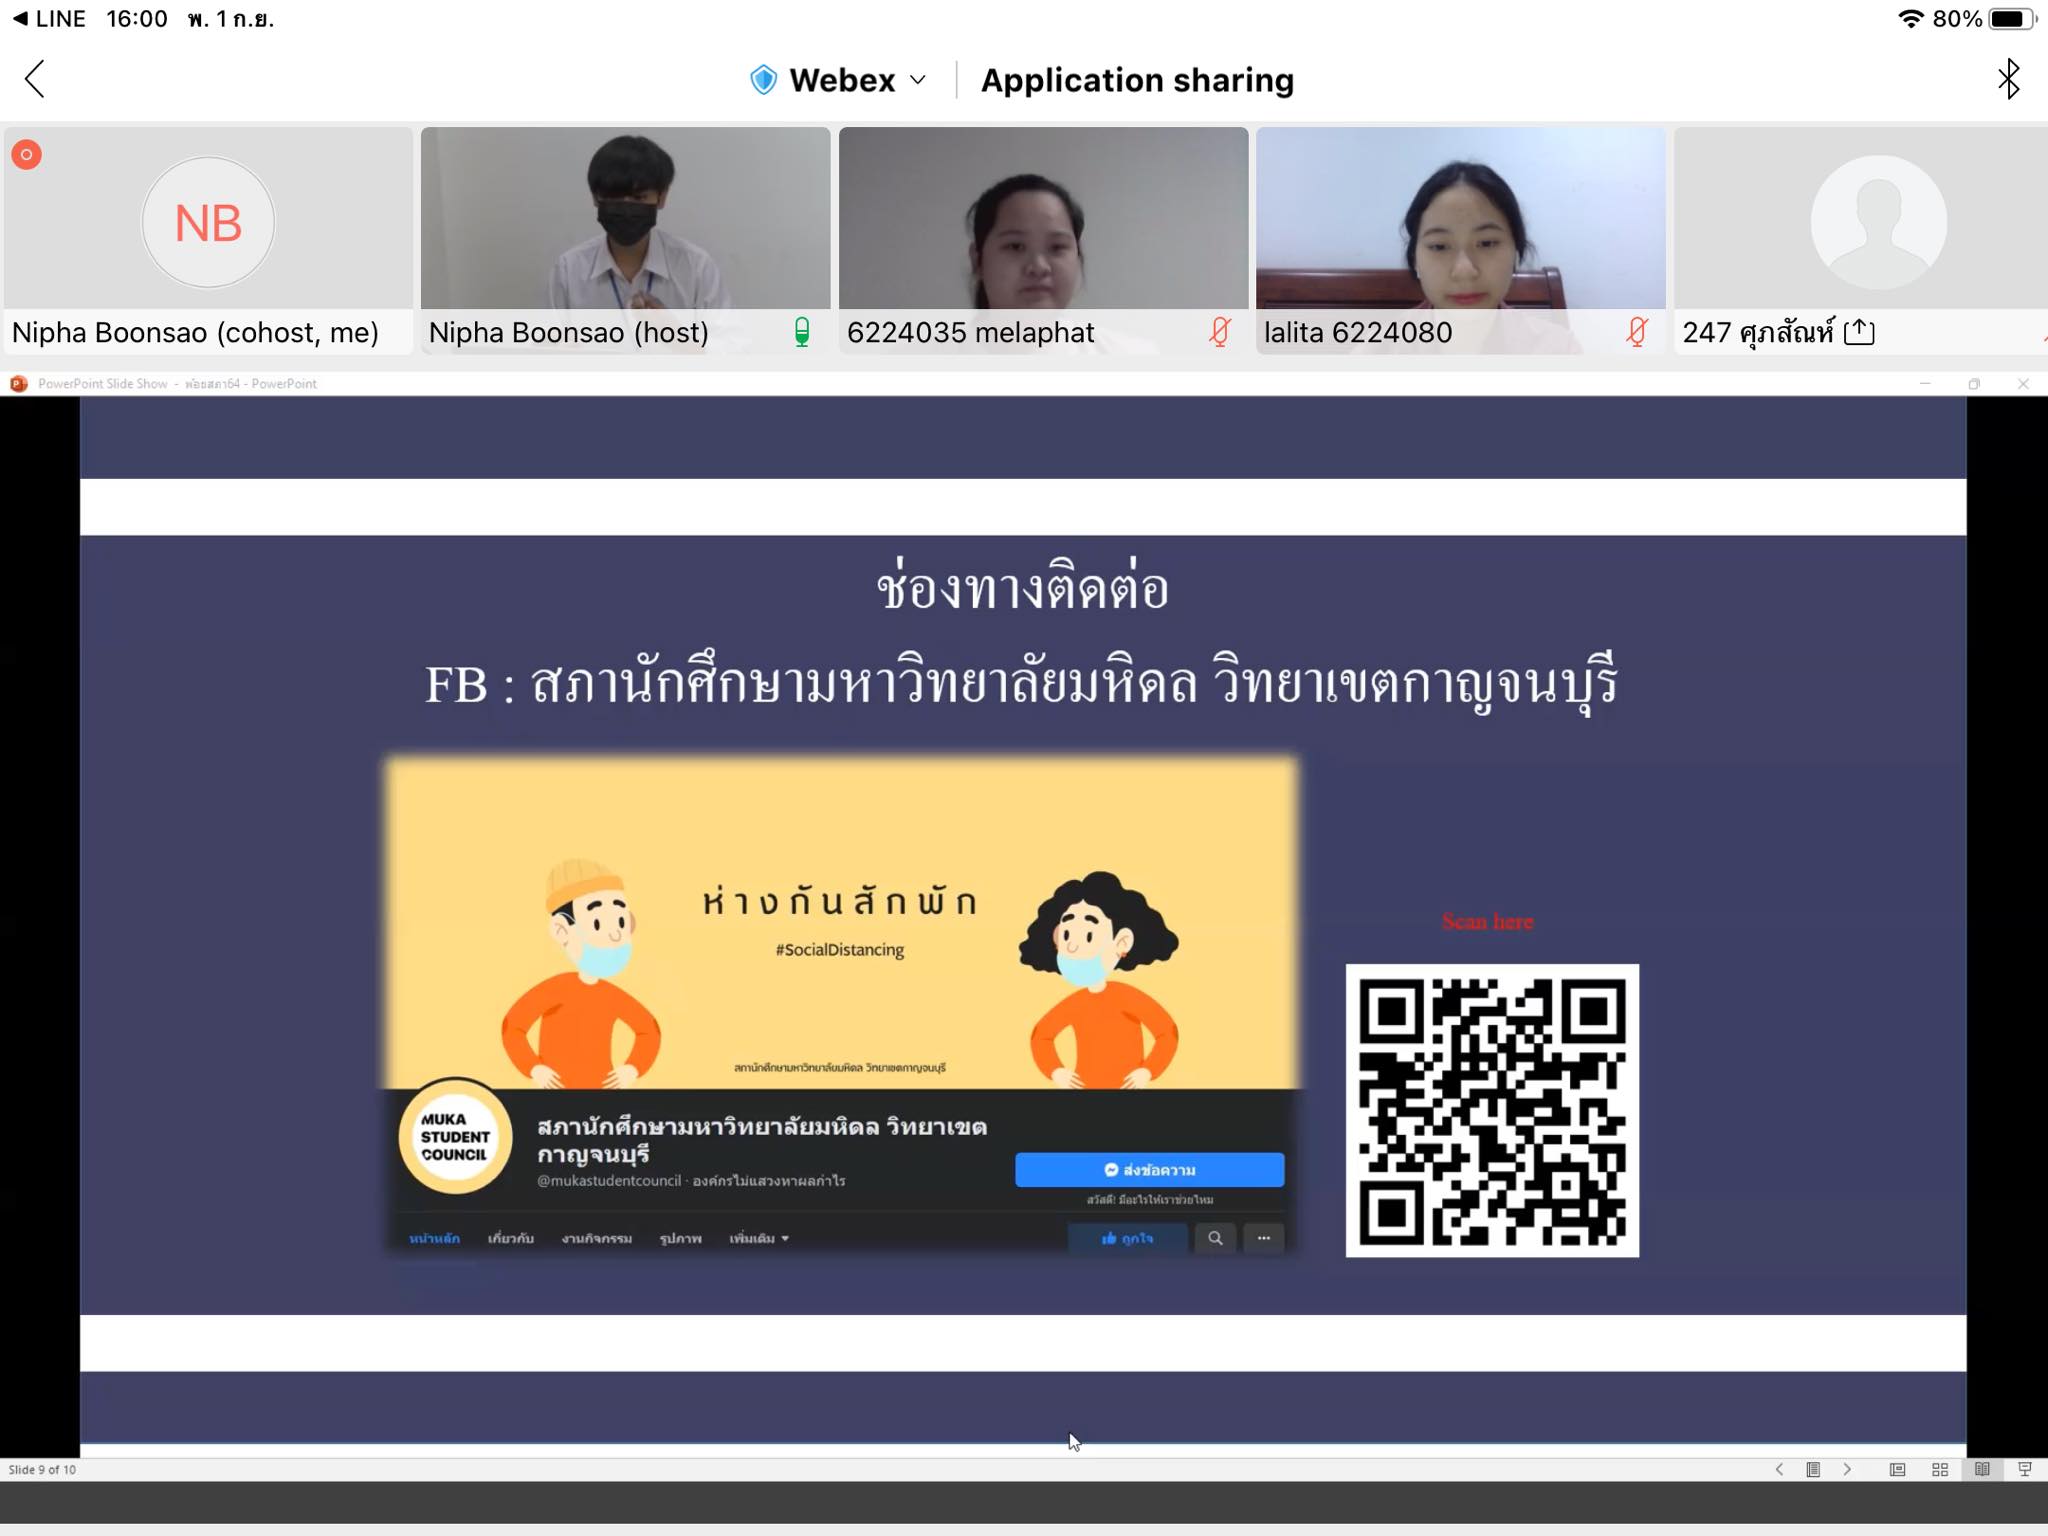 LINE 16:00 พ. 1 ก.ย. 80%
Webex Application sharing
NB
Nipha Boonsao (cohost, me) Nipha Boonsao (host) 6224035 melaphat lalita 6224080 247 ศุภสัณห์
PowerPoint Slide Show - พ้อยสภา64 - PowerPoint
ช่องทางติดต่อ
FB : สภานักศึกษามหาวิทยาลัยมหิดล วิทยาเขตกาญจนบุรี
ห่างกันสักพัก
#SocialDistancing
Scan here
สภานักศึกษามหาวิทยาลัยมหิดล วิทยาเขตกาญจนบุรี
MUKA
STUDENT
COUNCIL
สภานักศึกษามหาวิทยาลัยมหิดล วิทยาเขต
กาญจนบุรี
@mukastudentcouncil · องค์กรไม่แสวงหาผลกำไร
ส่งข้อความ
สวัสดี! มีอะไรให้เราช่วยไหม
หน้าหลัก เกี่ยวกับ งานกิจกรรม รูปภาพ เพิ่มเติม ถูกใจ
Slide 9 of 10